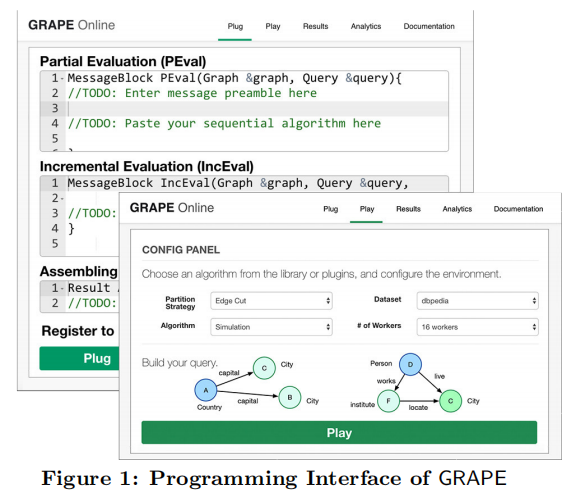 GRAPE Online
Plug Play Results Analytics Documentation
Partial Evaluation (PEval)
1 MessageBlock PEval(Graph &graph, Query &query){
2 //TODO: Enter message preamble here
3
4 //TODO: Paste your sequential algorithm here
5
Incremental Evaluation (IncEval)
1 MessageBlock IncEval(Graph &graph, Query &query,
2
3 //TODO:
4 }
5
Assembling
1 Result
2 //TODO:
Register to
Plug
GRAPE Online
Plug Play Results Analytics Documentation
CONFIG PANEL
Choose an algorithm from the library or plugins, and configure the environment.
Partition Strategy Edge Cut Dataset dbpedia
Algorithm Simulation # of Workers 16 workers
Build your query.
capital C City
A
Country capital B City
Person D
works live
institute F locate C City
Play
Figure 1: Programming Interface of GRAPE